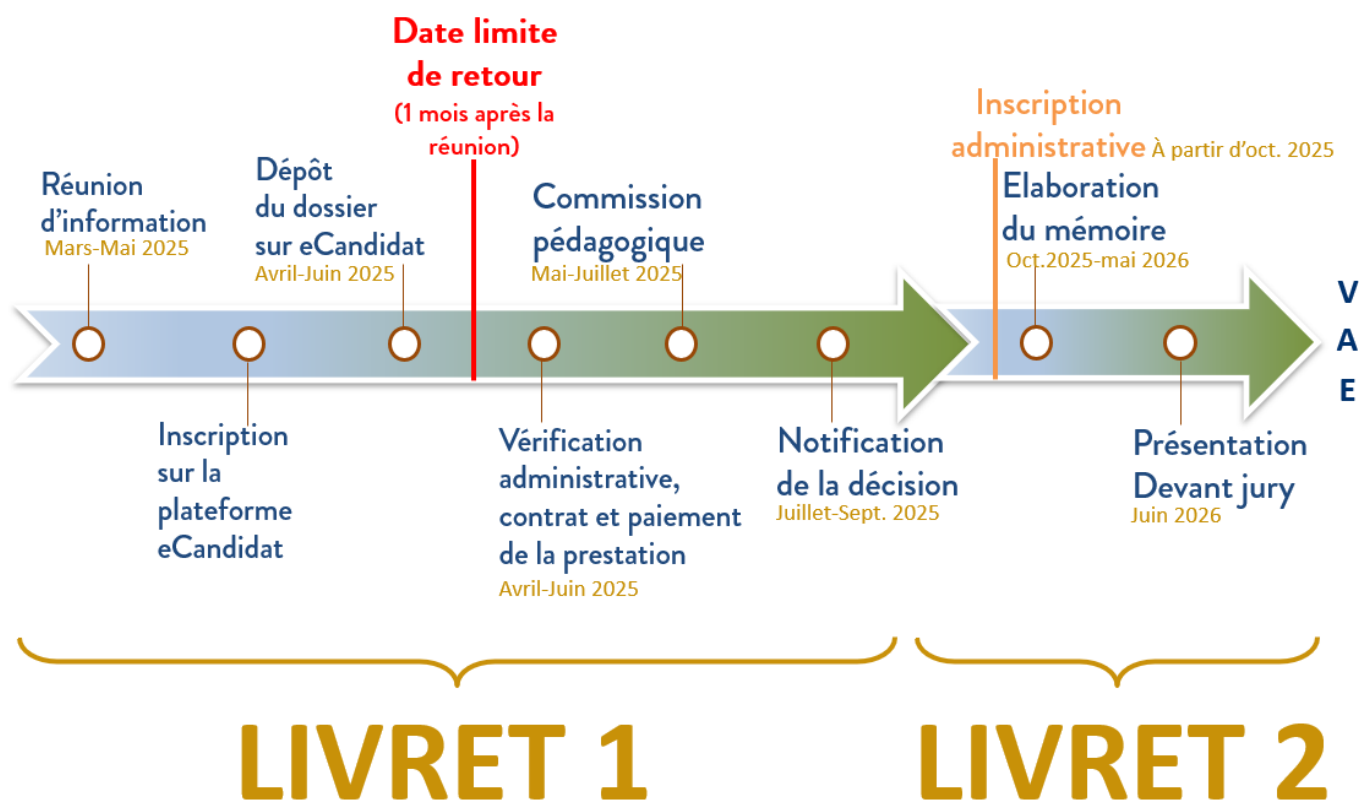 Date limite
de retour
(1 mois après la
réunion)
Inscription
administrative À partir d'oct. 2025
Réunion
d'information
Mars-Mai 2025
Dépôt
du dossier
sur eCandidat
Avril-Juin 2025
Commission
pédagogique
Mai-Juillet 2025
Elaboration
du mémoire
Oct.2025-mai 2026
V
A
E
Inscription
sur la
plateforme
eCandidat
Vérification
administrative,
contrat et paiement
de la prestation
Avril-Juin 2025
Notification
de la décision
Juillet-Sept. 2025
Présentation
Devant jury
Juin 2026
LIVRET 1
LIVRET 2